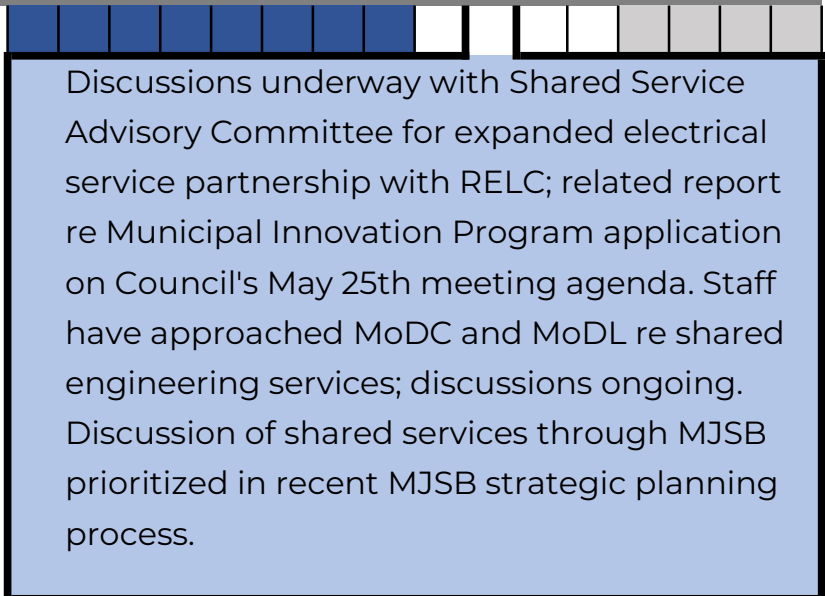 Discussions underway with Shared Service
Advisory Committee for expanded electrical
service partnership with RELC; related report
re Municipal Innovation Program application
on Council's May 25th meeting agenda. Staff
have approached MoDC and MoDL re shared
engineering services; discussions ongoing.
Discussion of shared services through MJSB
prioritized in recent MJSB strategic planning
process.